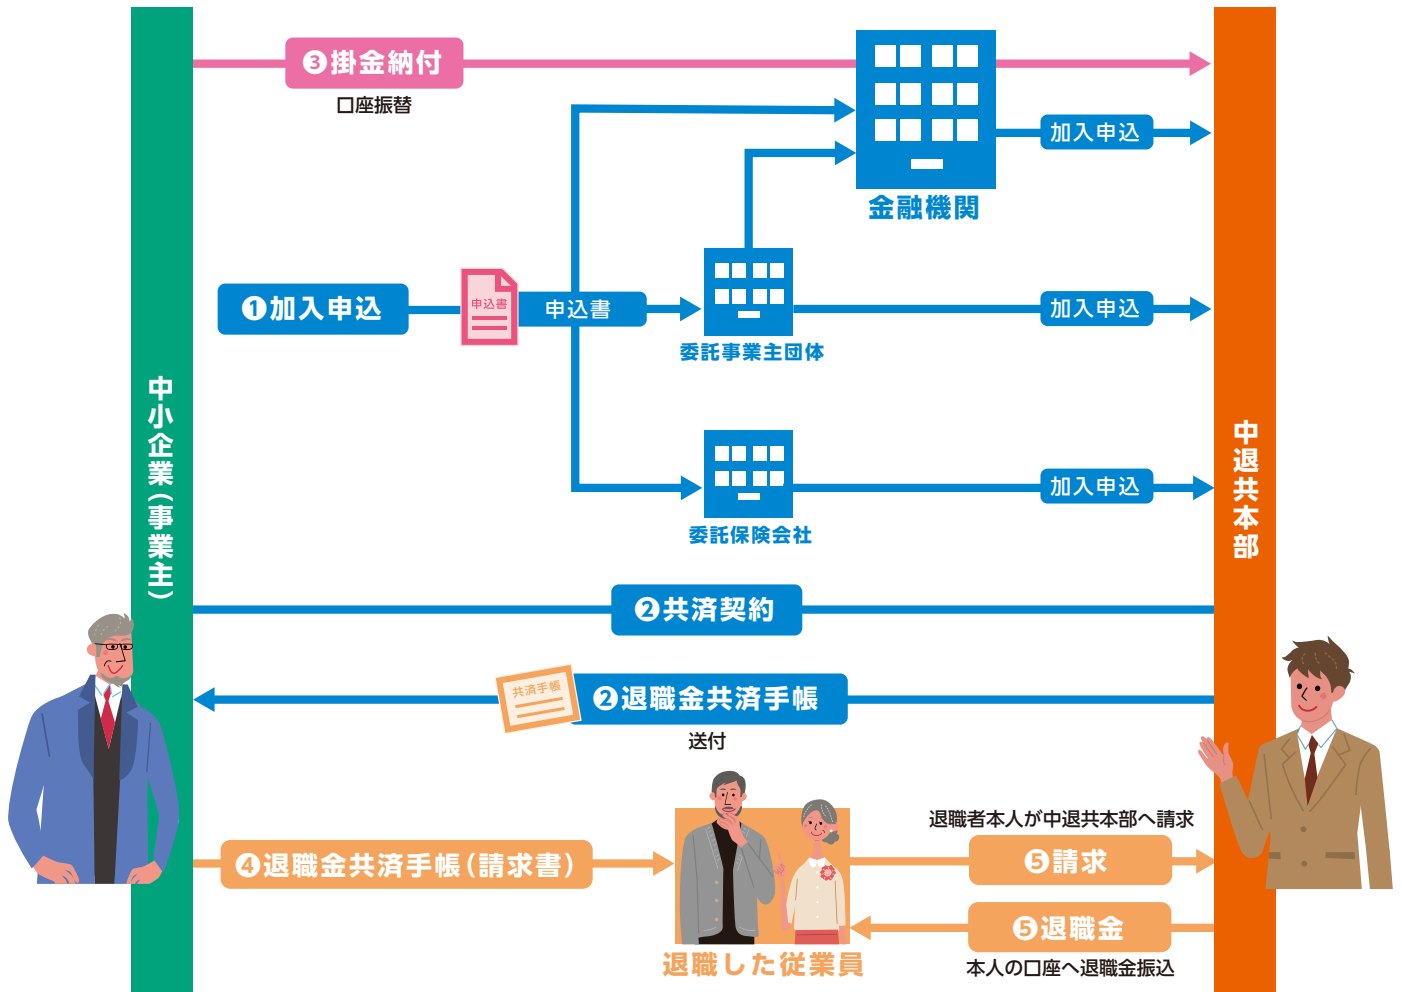 ❸掛金納付
口座振替
加入申込
金融機関
❶加入申込
申込書
申込書
加入申込
委託事業主団体
中小企業（事業主）
中退共本部
加入申込
委託保険会社
❷共済契約
共済手帳
❷退職金共済手帳
送付
退職者本人が中退共本部へ請求
❹退職金共済手帳（請求書）
❺請求
❺退職金
退職した従業員
本人の口座へ退職金振込